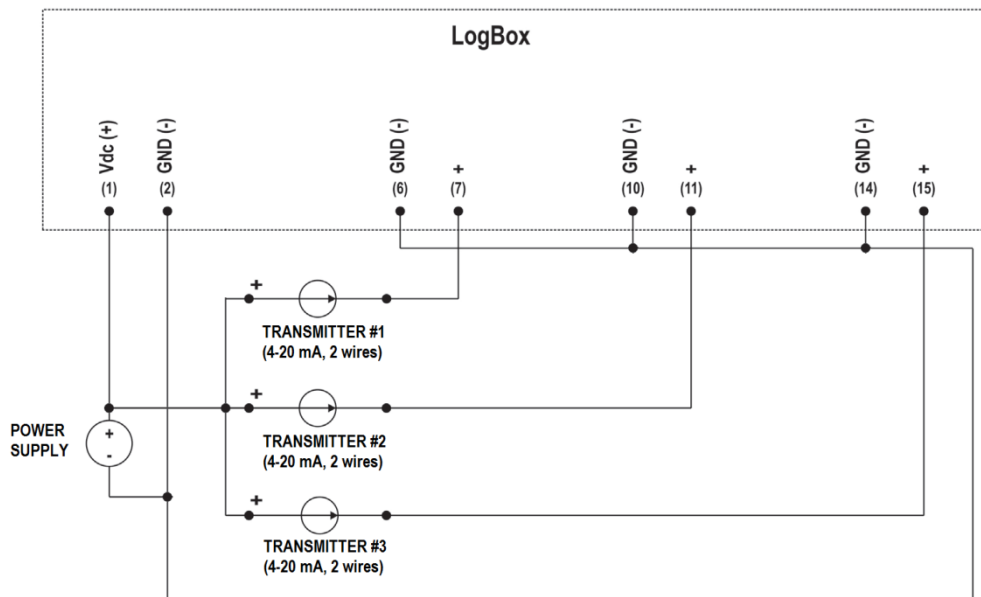 LogBox
Vdc (+)
GND (-)
GND (-)
+
GND (-)
+
GND (-)
+
(1)
(2)
(6)
(7)
(10)
(11)
(14)
(15)
+
TRANSMITTER #1
(4-20 mA, 2 wires)
+
POWER
SUPPLY
+
-
TRANSMITTER #2
(4-20 mA, 2 wires)
+
TRANSMITTER #3
(4-20 mA, 2 wires)